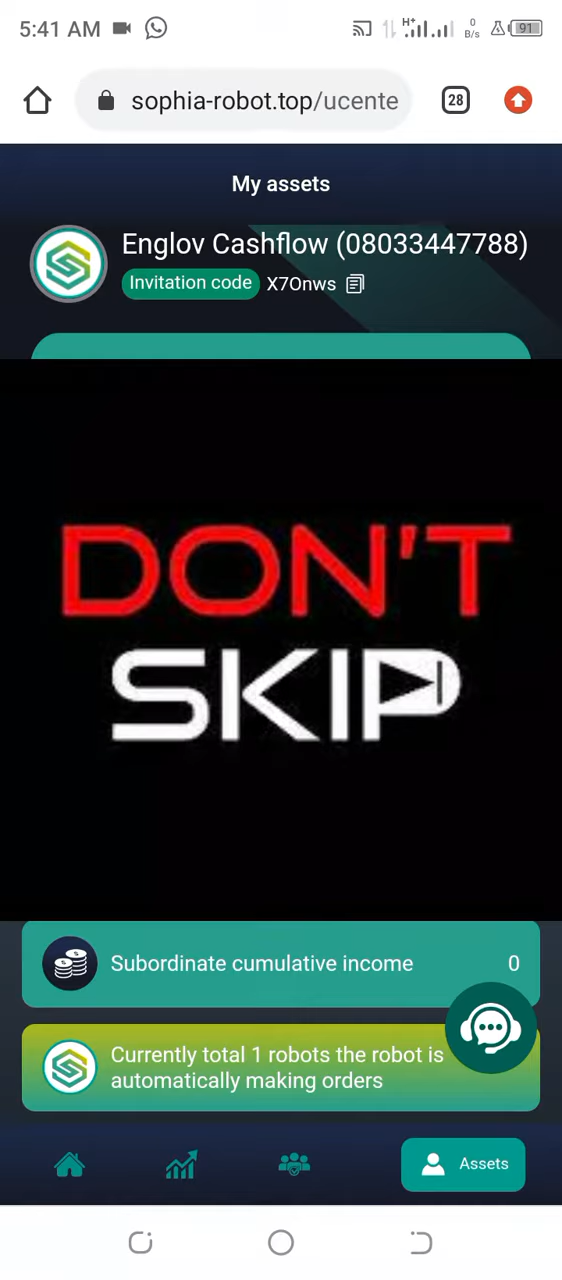 5:41 AM
H+ 0 B/s 91
sophia-robot.top/ucente
28
My assets
Englov Cashflow (08033447788)
Invitation code X7Onws
DON'T
SKIP
Subordinate cumulative income 0
Currently total 1 robots the robot is
automatically making orders
Assets